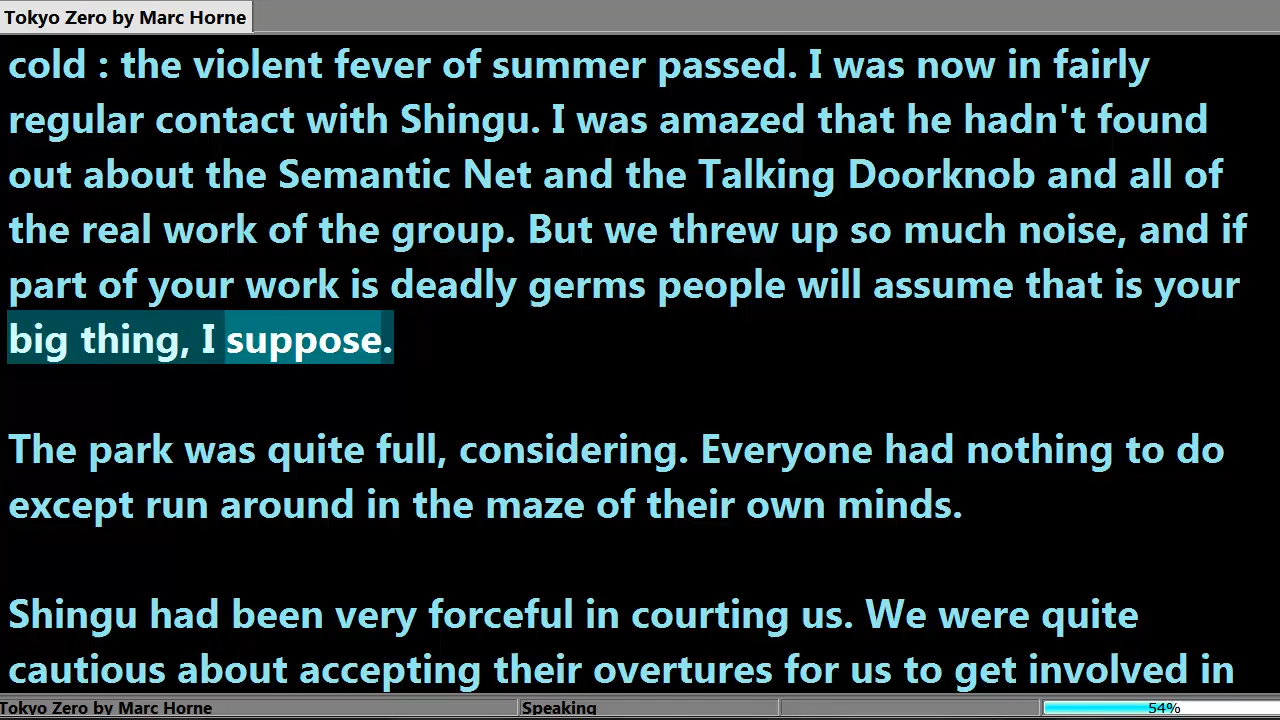 Tokyo Zero by Marc Horne
cold : the violent fever of summer passed. I was now in fairly
regular contact with Shingu. I was amazed that he hadn't found
out about the Semantic Net and the Talking Doorknob and all of
the real work of the group. But we threw up so much noise, and if
part of your work is deadly germs people will assume that is your
big thing, I suppose.
The park was quite full, considering. Everyone had nothing to do
except run around in the maze of their own minds.
Shingu had been very forceful in courting us. We were quite
cautious about accepting their overtures for us to get involved in
Tokyo Zero by Marc Horne
Speaking
54%